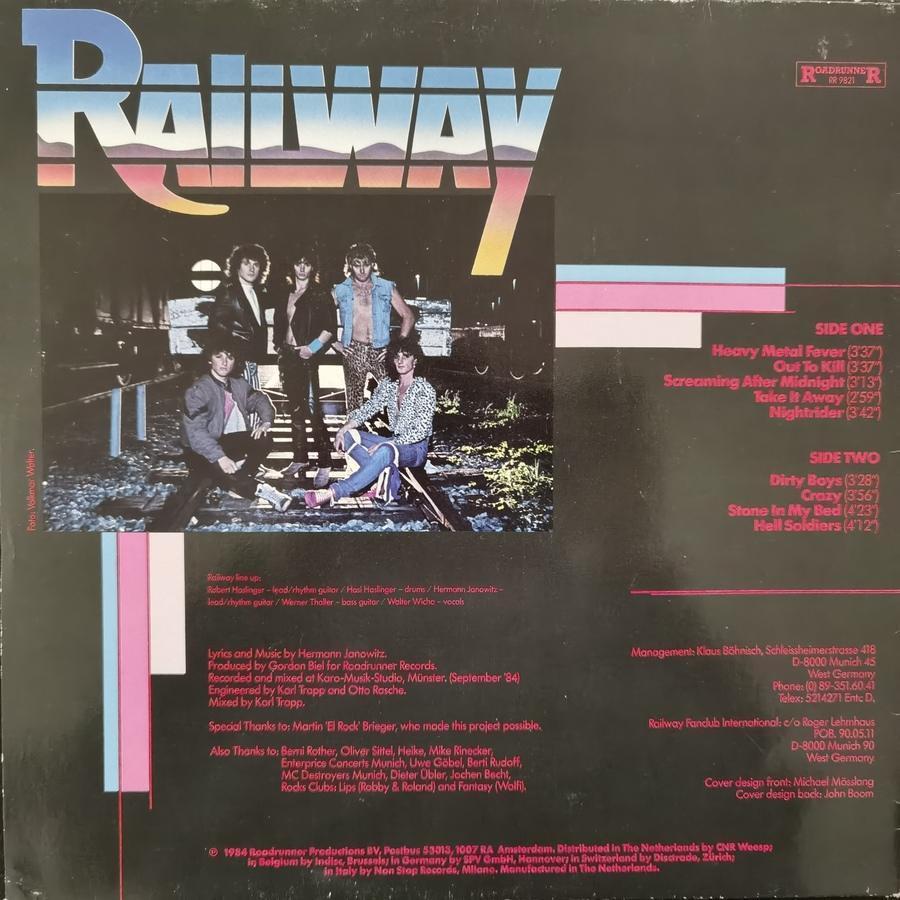 RAILWAY
ROADRUNNER
RR 9821
SIDE ONE
Heavy Metal Fever (3'37")
Out To Kill (3'37")
Screaming After Midnight (3'13")
Take It Away (2'59")
Nightrider (3'42")
SIDE TWO
Dirty Boys (3'28")
Crazy (3'56")
Stone In My Bed (4'23")
Hell Soldiers (4'12")
Foto: Volkmar Walter.
Railway line up:
Robert Haslinger – lead/rhythm guitar / Hasi Haslinger – drums / Hermann Janowitz –
lead/rhythm guitar / Werner Thaller – bass guitar / Walter Wicha – vocals
Lyrics and Music by Hermann Janowitz.
Produced by Gordon Biel for Roadrunner Records.
Recorded and mixed at Karo-Musik-Studio, Münster. (September '84)
Engineered by Karl Trapp and Otto Rasche.
Mixed by Karl Trapp.
Special Thanks to: Martin 'El Rock' Brieger, who made this project possible.
Also Thanks to: Berni Rother, Oliver Sittel, Heike, Mike Rinecker,
Enterprice Concerts Munich, Uwe Göbel, Berti Rudoff,
MC Destroyers Munich, Dieter Übler, Jochen Becht,
Rocks Clubs: Lips (Robby & Roland) and Fantasy (Wolfi).
Management: Klaus Böhnisch, Schleissheimerstrasse 418
D-8000 Munich 45
West Germany
Phone: (0) 89-351.60.41
Telex: 5214271 Entc D.
Railway Fanclub International: c/o Roger Lehrnhaus
POB. 90.05.11
D-8000 Munich 90
West Germany
Cover design front: Michael Mösslang
Cover design back: John Boom
℗ 1984 Roadrunner Productions BV, Postbus 53013, 1007 RA Amsterdam. Distributed in The Netherlands by CNR Weesp;
in Belgium by Indisc, Brussels; in Germany by SPV GmbH, Hannover; in Switzerland by Disctrade, Zürich;
in Italy by Non Stop Records, Milano. Manufactured in The Netherlands.